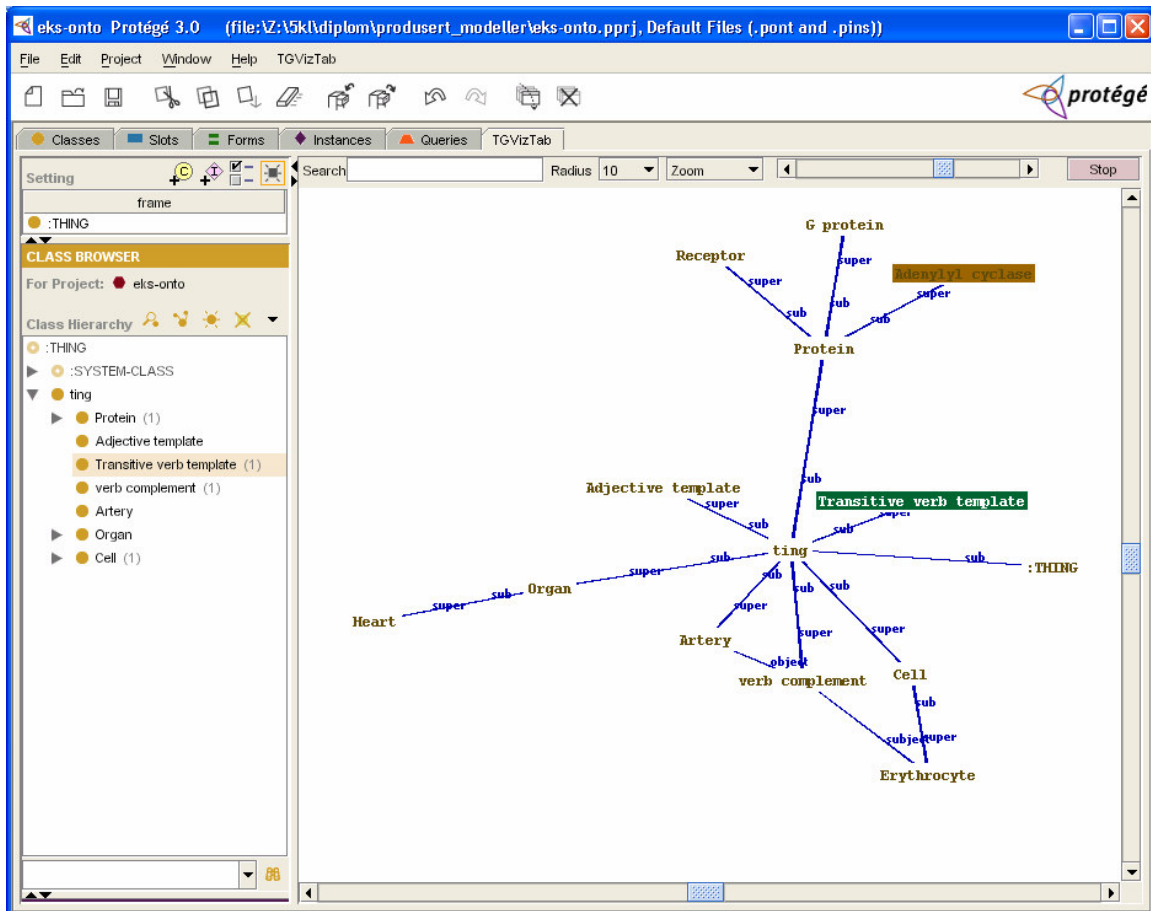 eks-onto Protégé 3.0 (file:\Z:\5kl\diplom\produsert_modeller\eks-onto.pprj, Default Files (.pont and .pins))
File Edit Project Window Help TGVizTab
protégé
Classes Slots Forms Instances Queries TGVizTab
Setting C I
Search Radius 10 Zoom Stop
frame
:THING
CLASS BROWSER
For Project: eks-onto
Class Hierarchy
:THING
:SYSTEM-CLASS
ting
Protein (1)
Adjective template
Transitive verb template (1)
verb complement (1)
Artery
Organ
Cell (1)
G protein
Receptor
super
Adenylyl cyclase
super
super
sub
sub
sub
Protein
super
sub
Adjective template
Transitive verb template
super
super
sub
sub
ting
sub
sub
:THING
super
Organ
sub
sub
sub
sub
super
Heart
super
super
super
Artery
object
verb complement
Cell
sub
subject
super
Erythrocyte